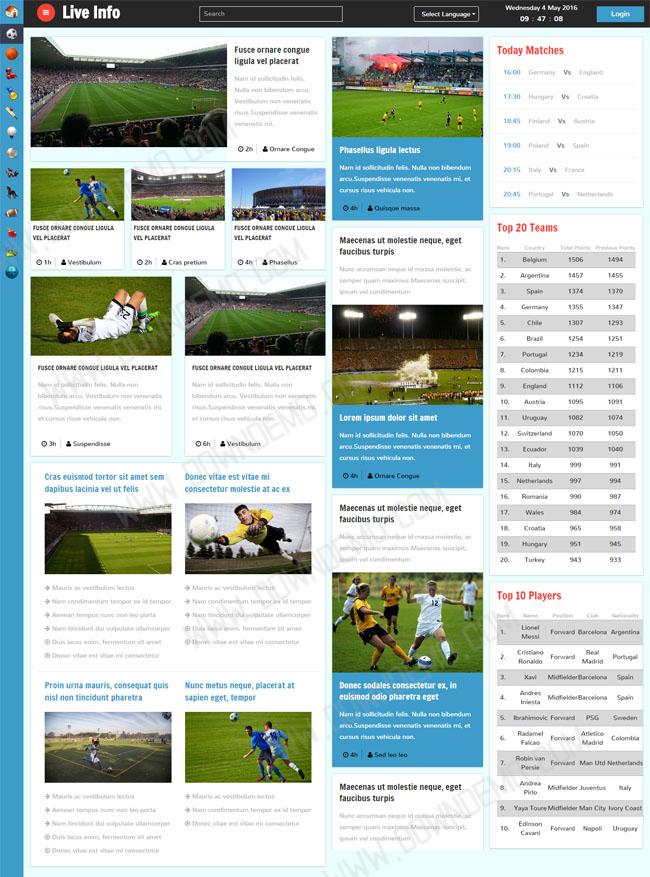 Live Info
Search
Select Language
Wednesday 4 May 2016
09 : 47 : 08
Login
Fusce ornare congue
ligula vel placerat
Nam id sollicitudin felis.
Nulla non bibendum arcu.
Vestibulum non venenatis
risus.Suspendisse venenatis
venenatis mi.
2h Ornare Congue
FUSCE ORNARE CONGUE LIGULA
VEL PLACERAT
1h Vestibulum
FUSCE ORNARE CONGUE LIGULA
VEL PLACERAT
2h Cras pretium
FUSCE ORNARE CONGUE LIGULA
VEL PLACERAT
4h Phasellus
FUSCE ORNARE CONGUE LIGULA VEL PLACERAT
Nam id sollicitudin felis. Nulla non
bibendum arcu. Vestibulum non venenatis
risus.Suspendisse venenatis venenatis mi.
et cursus risus vehicula non.
3h Suspendisse
FUSCE ORNARE CONGUE LIGULA VEL PLACERAT
Nam id sollicitudin felis. Nulla non
bibendum arcu. Vestibulum non venenatis
risus.Suspendisse venenatis venenatis mi.
et cursus risus vehicula non.
6h Vestibulum
Cras euismod tortor sit amet sem
dapibus lacinia vel ut felis
Mauris ac vestibulum lectus
Nam condimentum tempor ex id tempor
Aenean tempus nunc non leo porta
Nam tincidunt dui vulputate ullamcorper
Duis lacus enim, fermentum sit amet
Donec vitae est vitae mi consectetur
Donec vitae est vitae mi
consectetur molestie at ac ex
Mauris ac vestibulum lectus
Nam condimentum tempor ex id tempor
Nam tincidunt dui vulputate ullamcorper
Duis lacus enim, fermentum sit amet
Donec vitae est vitae mi consectetur
Proin urna mauris, consequat quis
nisl non tincidunt pharetra
Mauris ac vestibulum lectus
Aenean tempus nunc non leo porta
Nam tincidunt dui vulputate ullamcorper
Duis lacus enim, fermentum sit amet
Donec vitae est vitae mi consectetur
Nunc metus neque, placerat at
sapien eget, tempor
Mauris ac vestibulum lectus
Nam condimentum tempor ex id tempor
Donec vitae est vitae mi consectetur
Phasellus ligula lectus
Nam id sollicitudin felis. Nulla non bibendum
arcu.Suspendisse venenatis venenatis mi, et
cursus risus vehicula non.
4h Quisque massa
Maecenas ut molestie neque, eget
faucibus turpis
Nunc accumsan neque id massa molestie, ac
semper quam maximus.Maecenas suscipit,
ipsum vel condimentum
Lorem ipsum dolor sit amet
Nam id sollicitudin felis. Nulla non bibendum
arcu.Suspendisse venenatis venenatis mi, et
cursus risus vehicula non.
4h Ornare Congue
Maecenas ut molestie neque, eget
faucibus turpis
Nunc accumsan neque id massa molestie, ac
semper quam maximus.Maecenas suscipit,
ipsum vel condimentum
Donec sodales consectetur ex, in
euismod odio pharetra eget
Nam id sollicitudin felis. Nulla non bibendum
arcu.Suspendisse venenatis venenatis mi, et
cursus risus vehicula non.
4h Sed leo leo
Maecenas ut molestie neque, eget
faucibus turpis
Nunc accumsan neque id massa molestie, ac
semper quam maximus.Maecenas suscipit,
ipsum vel condimentum
Today Matches
16:00 Germany Vs England
17:30 Hungary Vs Croatia
18:45 Finland Vs Austria
19:00 Poland Vs Spain
20:15 Italy Vs France
20:45 Portugal Vs Netherlands
Top 20 Teams
Rank Country Total Points Previous Points
1. Belgium 1506 1494
2. Argentina 1457 1455
3. Spain 1374 1370
4. Germany 1355 1347
5. Chile 1307 1293
6. Brazil 1254 1251
7. Portugal 1234 1219
8. Colombia 1215 1211
9. England 1112 1106
10. Austria 1095 1091
11. Uruguay 1082 1074
12. Switzerland 1070 1050
13. Ecuador 1039 1040
14. Italy 999 991
15. Netherlands 997 994
16. Romania 990 987
17. Wales 984 974
18. Croatia 965 958
19. Hungary 951 945
20. Turkey 943 933
Top 10 Players
Rank Name Position Club Nationality
1. Lionel Messi Forward Barcelona Argentina
2. Cristiano Ronaldo Forward Real Madrid Portugal
3. Xavi Midfielder Barcelona Spain
4. Andres Iniesta Midfielder Barcelona Spain
5. Ibrahimovic Forward PSG Sweden
6. Radamel Falcao Forward Atletico Madrid Colombia
7. Robin van Persie Forward Man Utd Netherlands
8. Andrea Pirlo Midfielder Juventus Italy
9. Yaya Toure Midfielder Man City Ivory Coast
10. Edinson Cavani Forward Napoli Uruguay
WWW.DOWNDEMO.COM